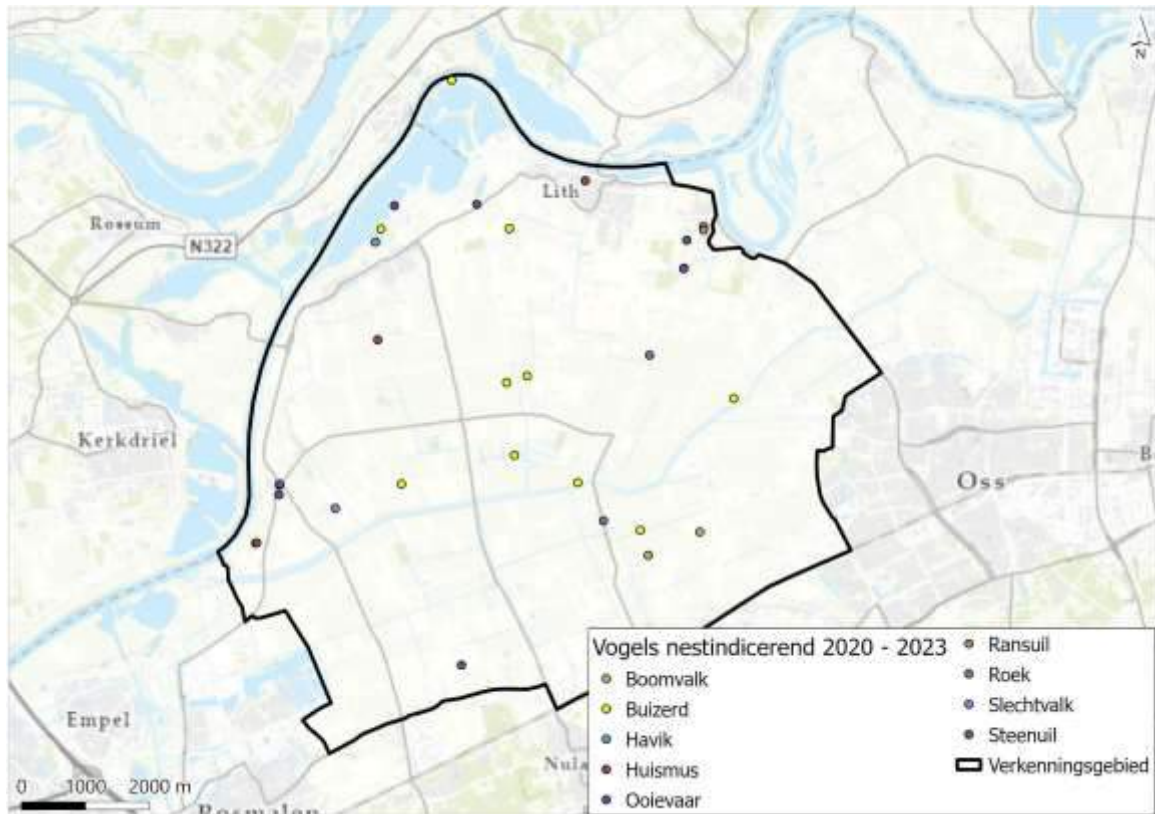 N
Lith
Rossum
N322
Kerkdriel
Oss
Empel
Nula
Rosmalen
B
0 1000 2000 m
Vogels nestindicerend 2020 - 2023
Boomvalk
Buizerd
Havik
Huismus
Ooievaar
Ransuil
Roek
Slechtvalk
Steenuil
Verkenningsgebied